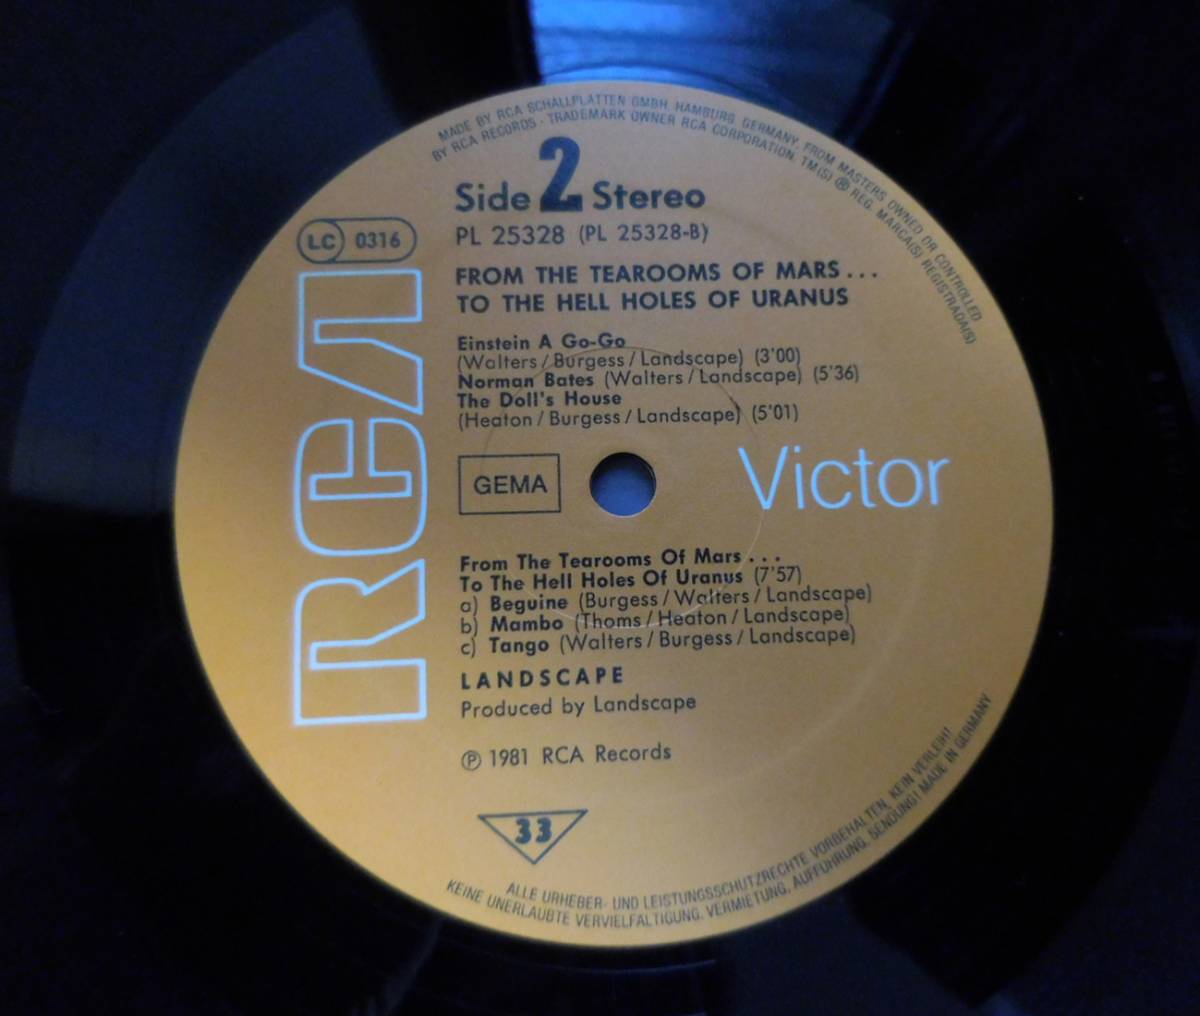 MADE BY RCA SCHALLPLATTEN GMBH, HAMBURG, GERMANY, FROM MASTERS OWNED OR CONTROLLED
BY RCA RECORDS · TRADEMARK OWNER RCA CORPORATION, TM(S) ® REG. MARCA(S) REGISTRADA(S)
Side 2 Stereo
LC 0316
PL 25328 (PL 25328-B)
FROM THE TEAROOMS OF MARS...
TO THE HELL HOLES OF URANUS
Einstein A Go-Go
(Walters/Burgess/Landscape) (3'00)
Norman Bates (Walters/Landscape) (5'36)
The Doll's House
(Heaton/Burgess/Landscape) (5'01)
RCA
GEMA
Victor
From The Tearooms Of Mars...
To The Hell Holes Of Uranus (7'57)
a) Beguine (Burgess/Walters/Landscape)
b) Mambo (Thoms/Heaton/Landscape)
c) Tango (Walters/Burgess/Landscape)
LANDSCAPE
Produced by Landscape
℗ 1981 RCA Records
33
ALLE URHEBER- UND LEISTUNGSSCHUTZRECHTE VORBEHALTEN, KEIN VERLEIH!
KEINE UNERLAUBTE VERVIELFÄLTIGUNG, VERMIETUNG, AUFFÜHRUNG, SENDUNG! MADE IN GERMANY